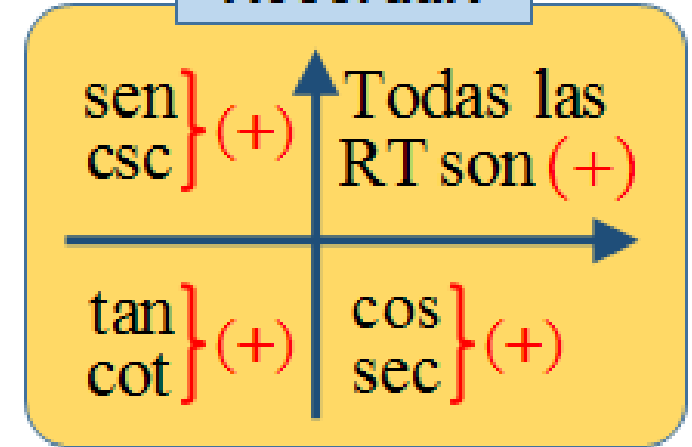 sen
csc
(+)
Todas las
RT son (+)
tan
cot
(+)
cos
sec
(+)